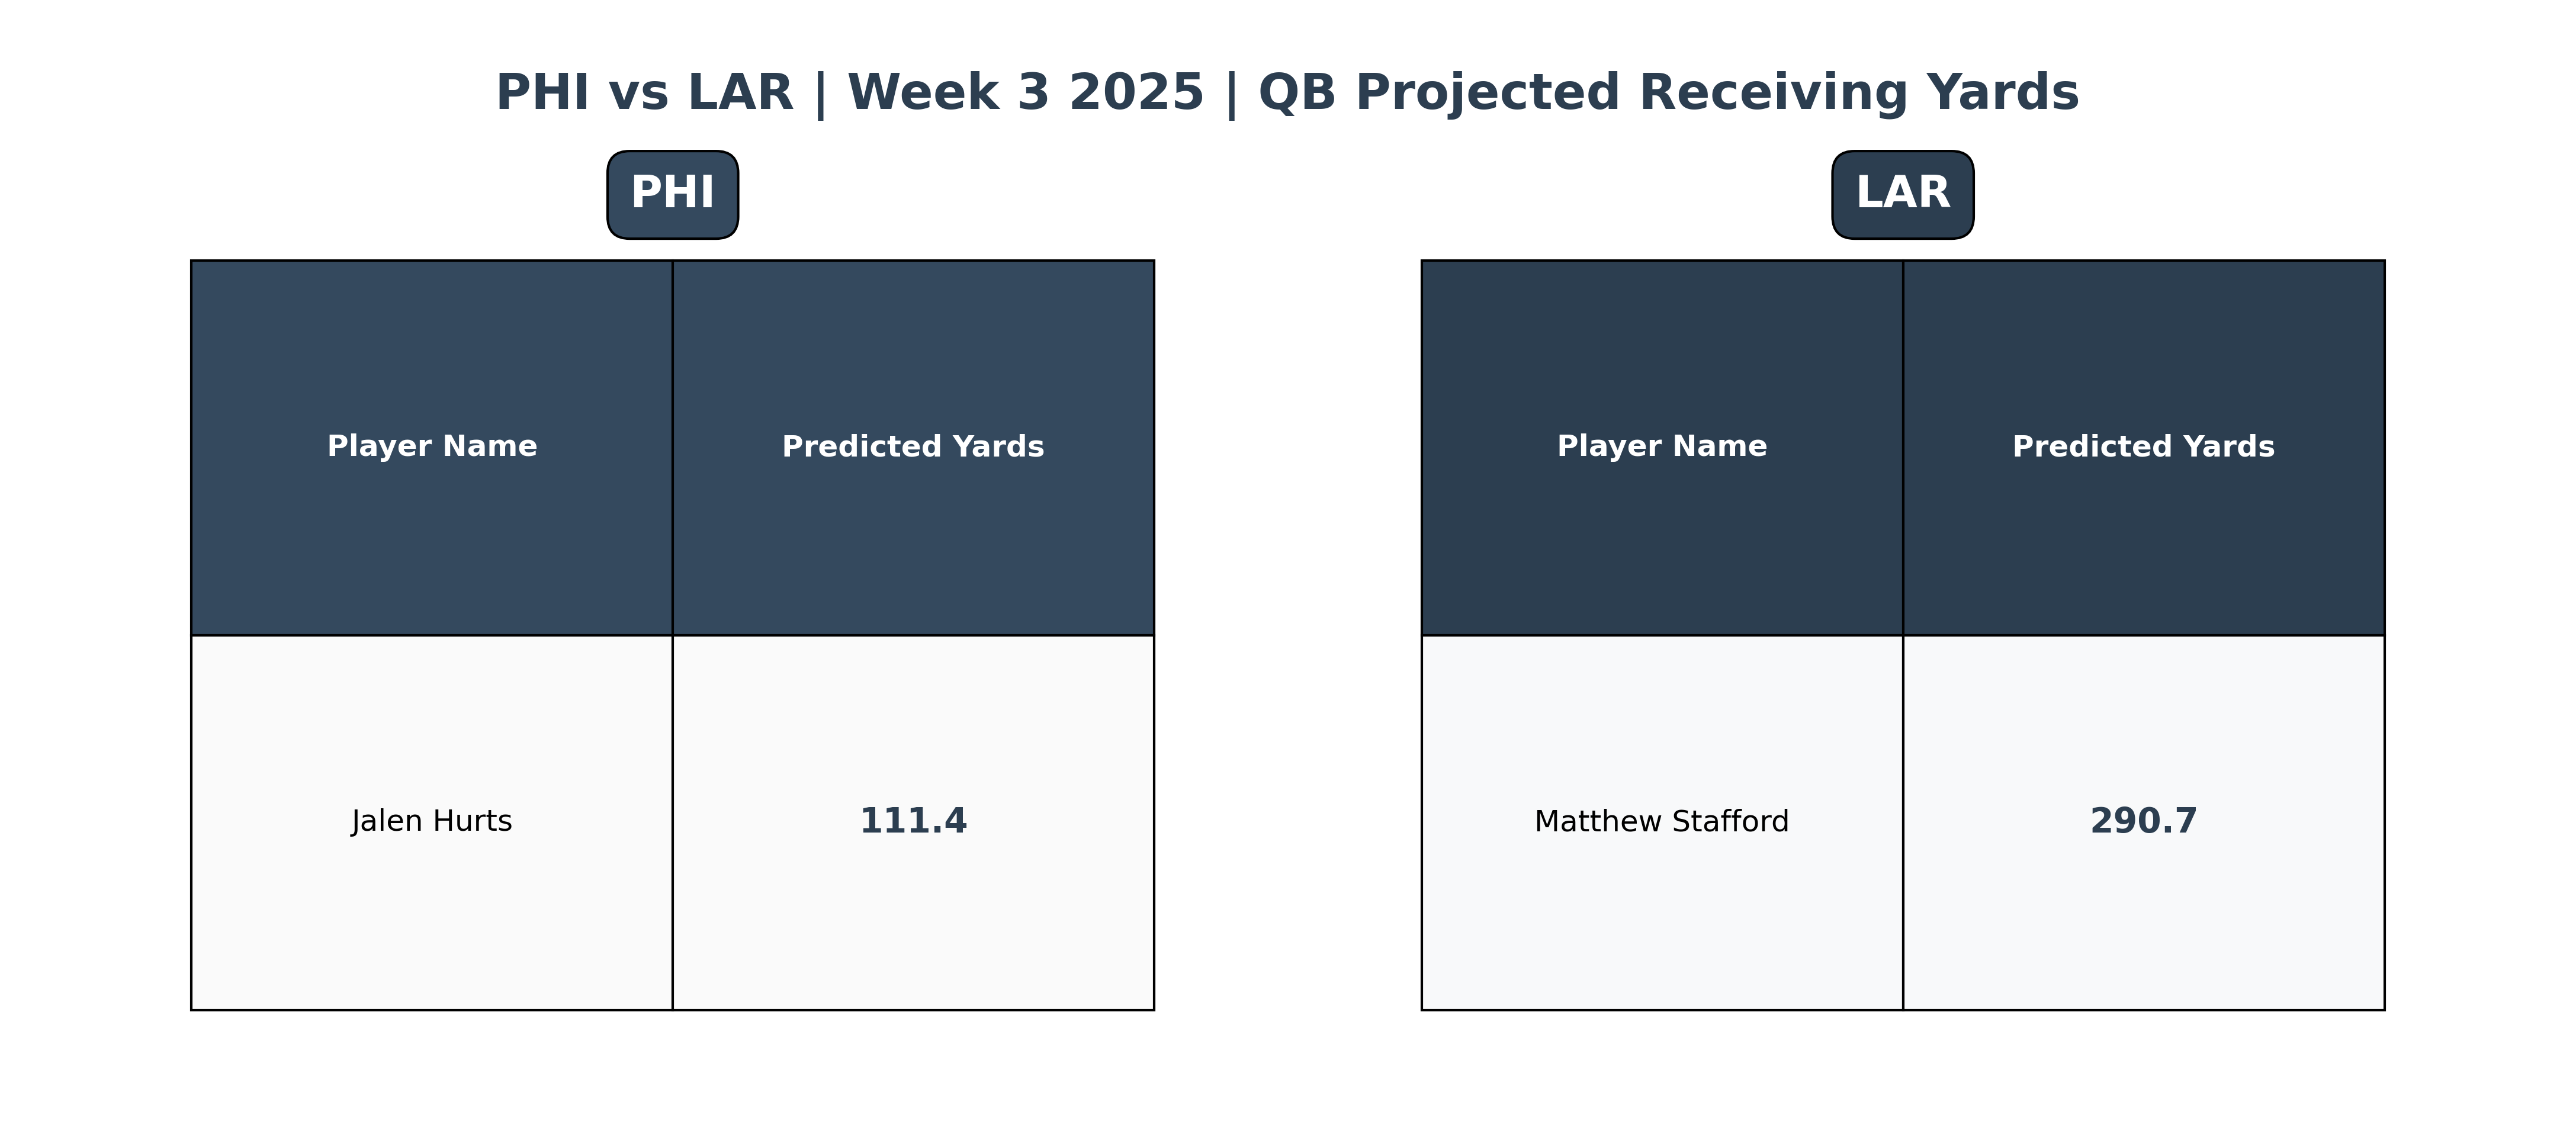 PHI vs LAR | Week 3 2025 | QB Projected Receiving Yards
PHI
Player Name Predicted Yards
Jalen Hurts 111.4
LAR
Player Name Predicted Yards
Matthew Stafford 290.7